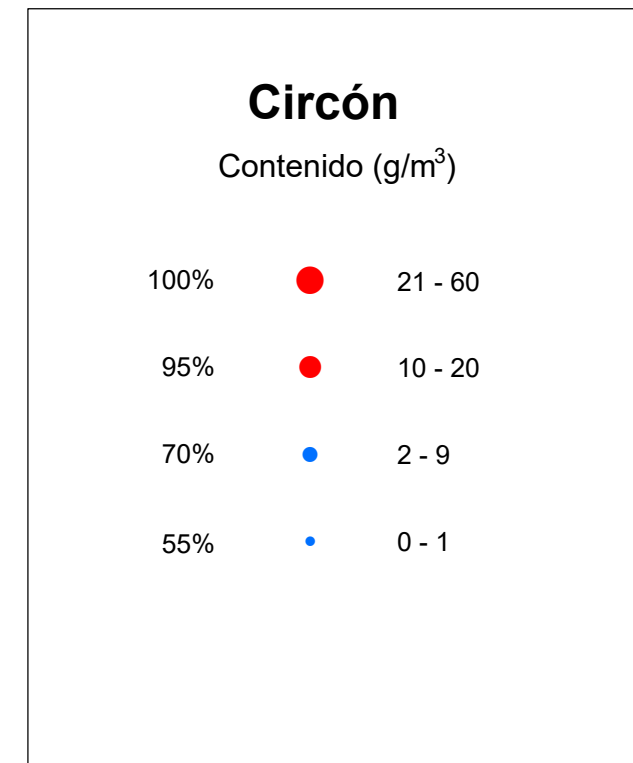 Circón
Contenido (g/m³)
100% 21 - 60
95% 10 - 20
70% 2 - 9
55% 0 - 1